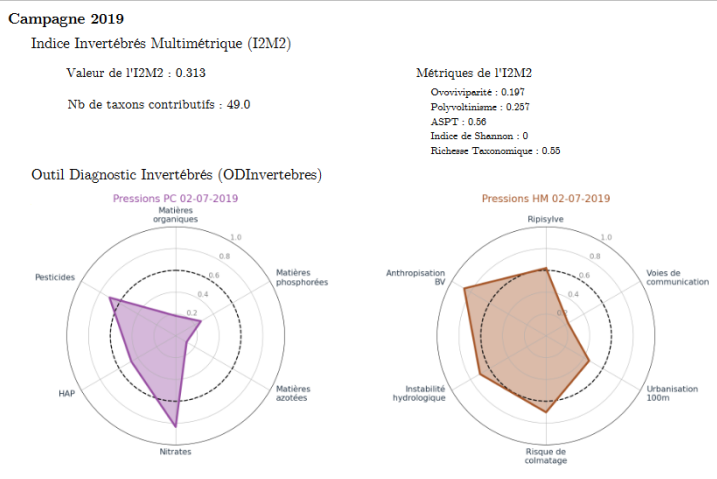 Campagne 2019
Indice Invertébrés Multimétrique (I2M2)
Valeur de l'I2M2 : 0.313
Nb de taxons contributifs : 49.0
Métriques de l'I2M2
Ovoviviparité : 0.197
Polyvoltinisme : 0.257
ASPT : 0.56
Indice de Shannon : 0
Richesse Taxonomique : 0.55
Outil Diagnostic Invertébrés (ODInvertebres)
Pressions PC 02-07-2019
Matières
organiques
1.0
0.8
0.6
0.4
0.2
Pesticides
Matières
phosphorées
HAP
Matières
azotées
Nitrates
Pressions HM 02-07-2019
Ripisylve
1.0
0.8
0.6
0.4
0.2
Anthropisation
BV
Voies de
communication
Instabilité
hydrologique
Urbanisation
100m
Risque de
colmatage